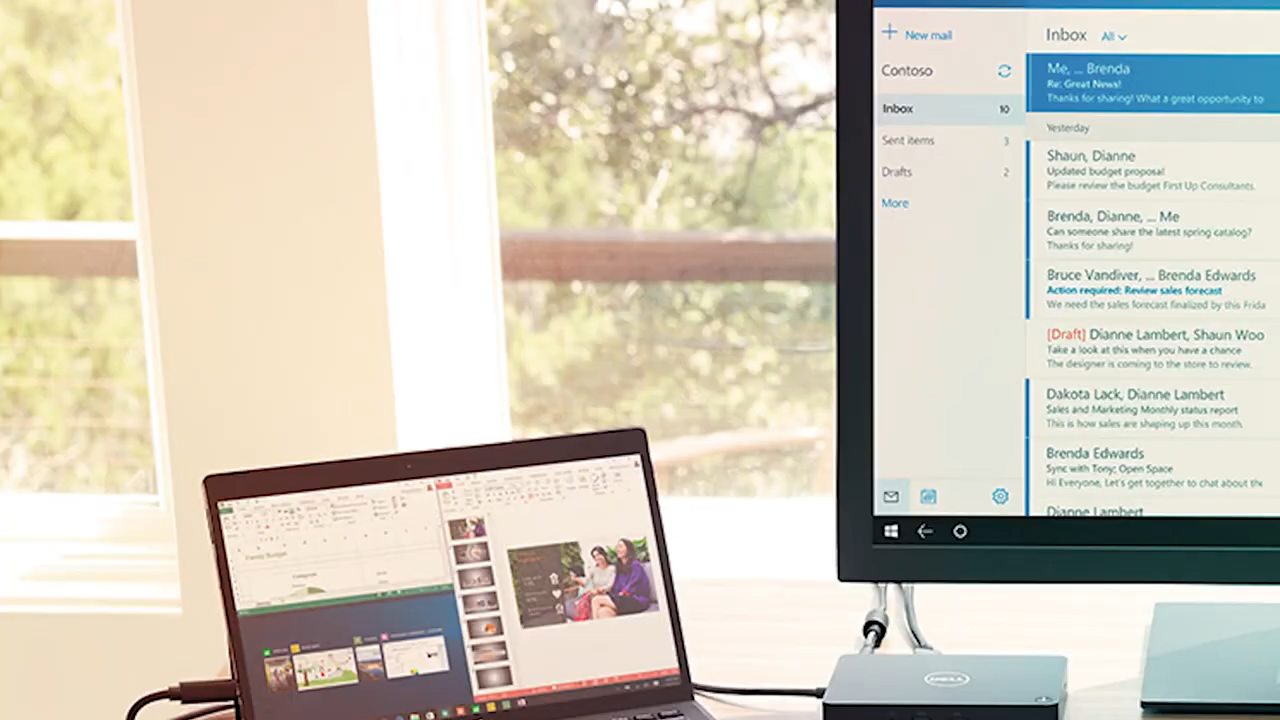 New mail
Contoso
Inbox 10
Sent items 3
Drafts 2
More
Inbox All
Me, ... Brenda
Re: Great News!
Thanks for sharing! What a great opportunity to
Yesterday
Shaun, Dianne
Updated budget proposal
Please review the budget First Up Consultants.
Brenda, Dianne, ... Me
Can someone share the latest spring catalog?
Thanks for sharing!
Bruce Vandiver, ... Brenda Edwards
Action required: Review sales forecast
We need the sales forecast finalized by this Frida
[Draft] Dianne Lambert, Shaun Woo
Take a look at this when you have a chance
The designer is coming to the store to review.
Dakota Lack, Dianne Lambert
Sales and Marketing Monthly status report
This is how sales are shaping up this month.
Brenda Edwards
Sync with Tony; Open Space
Hi Everyone, Let's get together to chat about the
Dianne Lambert
Family Budget
DELL